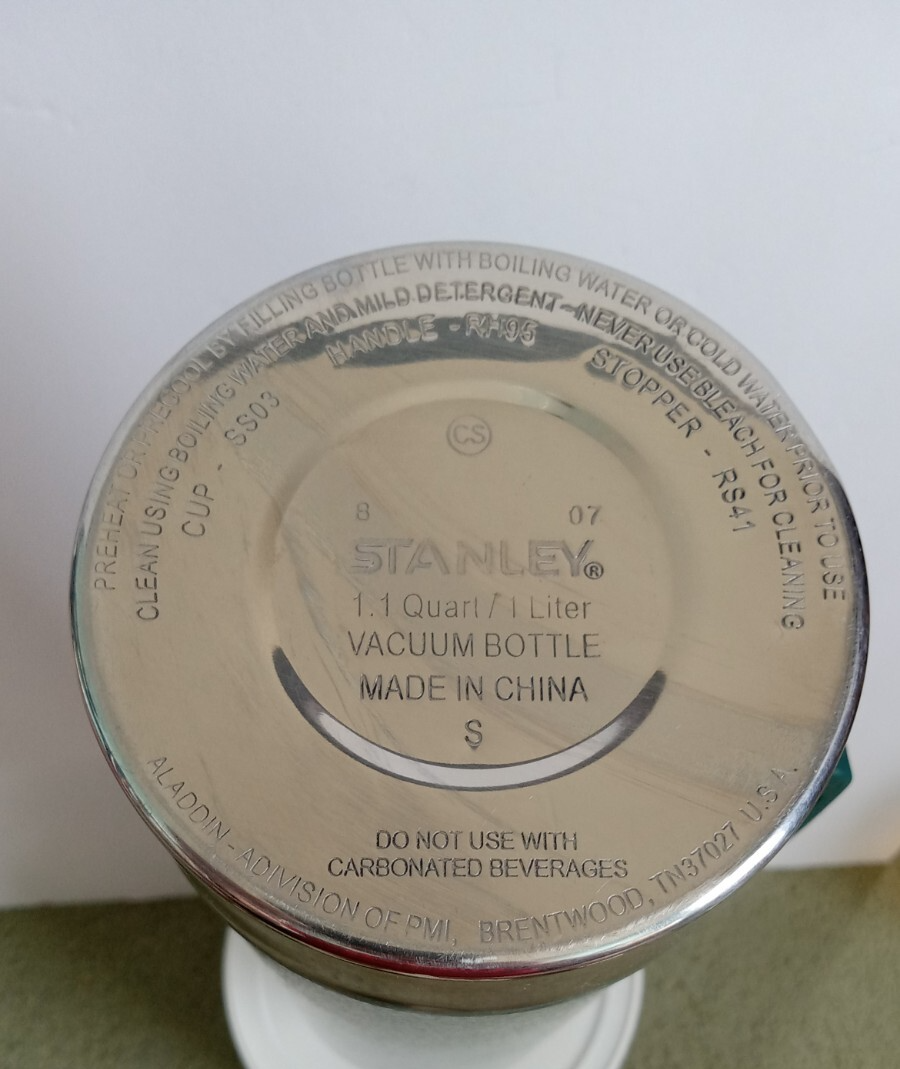 PREHEAT OR PRECOOL BY FILLING BOTTLE WITH BOILING WATER OR COLD WATER PRIOR TO USE
CLEAN USING BOILING WATER AND MILD DETERGENT-NEVER USE BLEACH FOR CLEANING
CUP - SS03
HANDLE - RH95
STOPPER - RS41
CS
8 07
STANLEY®
1.1 Quart / 1 Liter
VACUUM BOTTLE
MADE IN CHINA
S
DO NOT USE WITH
CARBONATED BEVERAGES
ALADDIN - A DIVISION OF PMI, BRENTWOOD, TN37027 U.S.A.